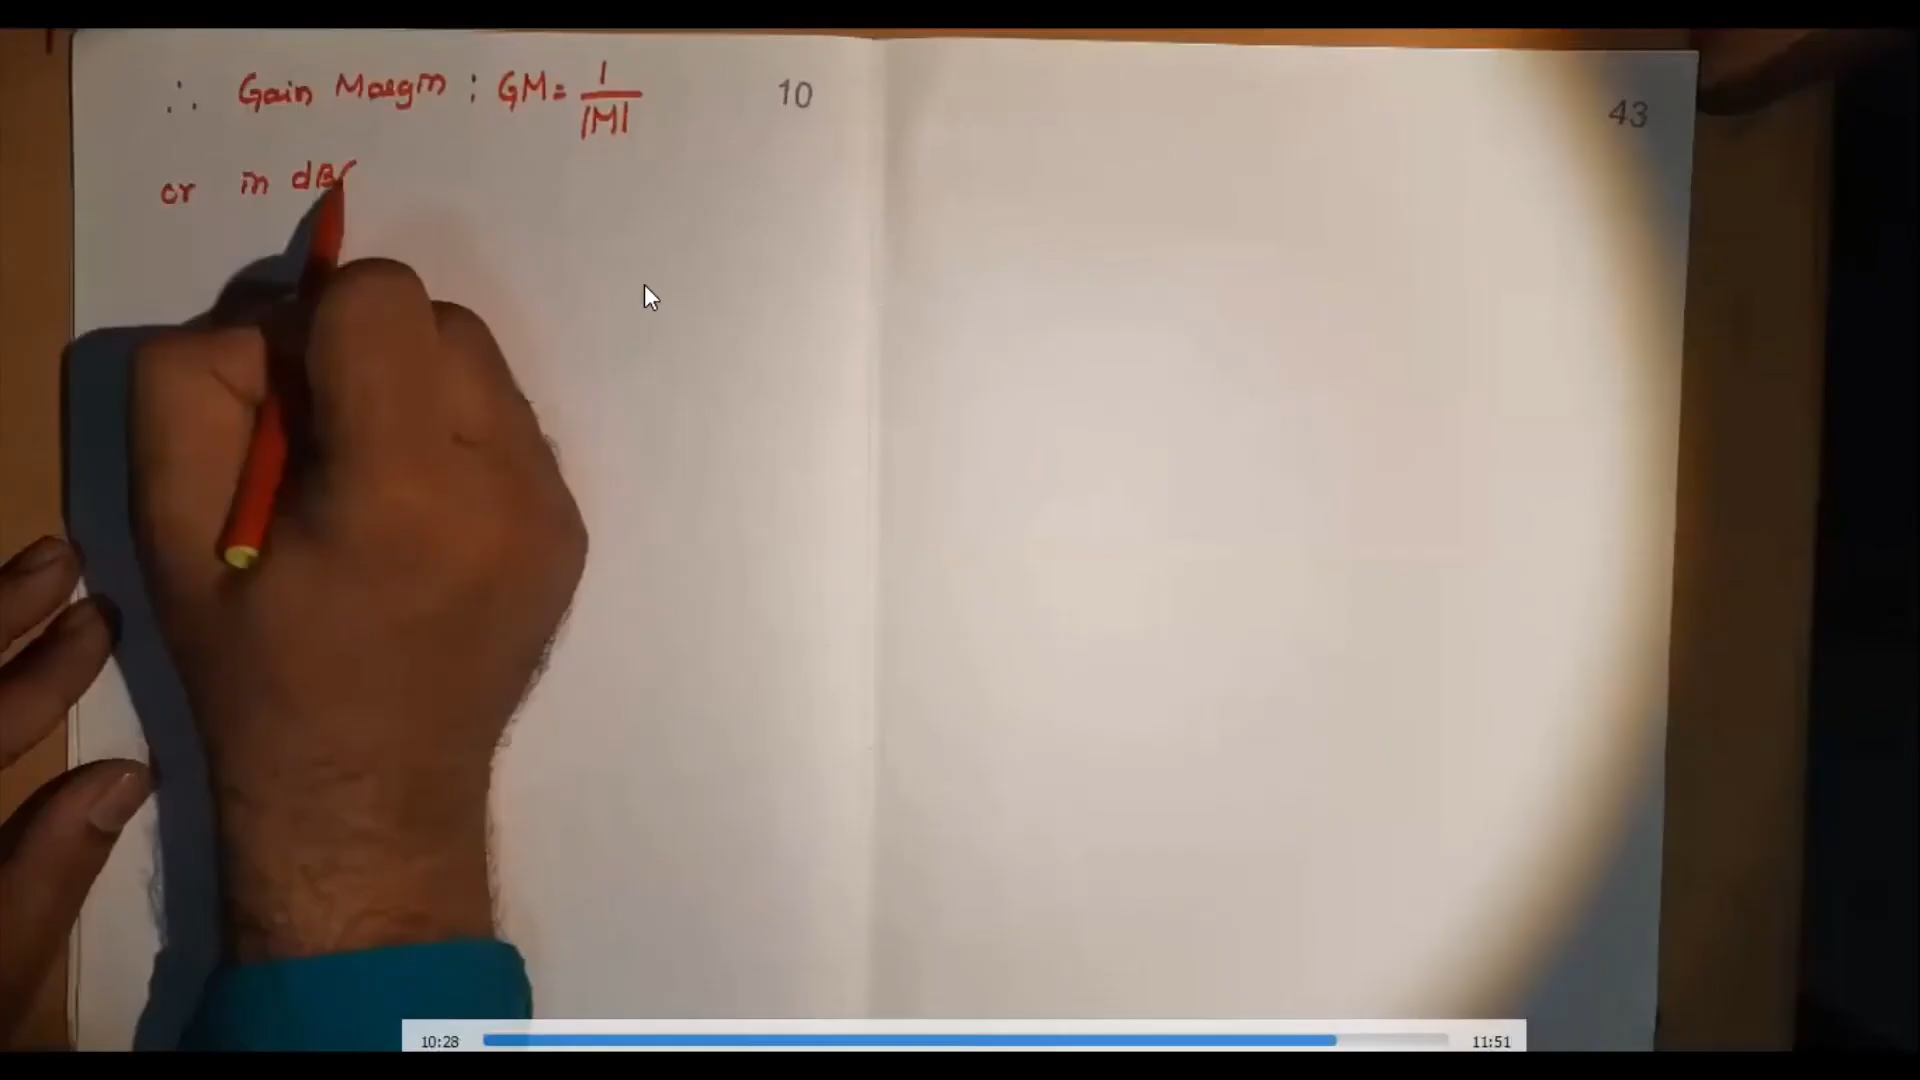 ∴ Gain Margin : GM = 1/|M| 10 43
or in dB(
10:28 11:51